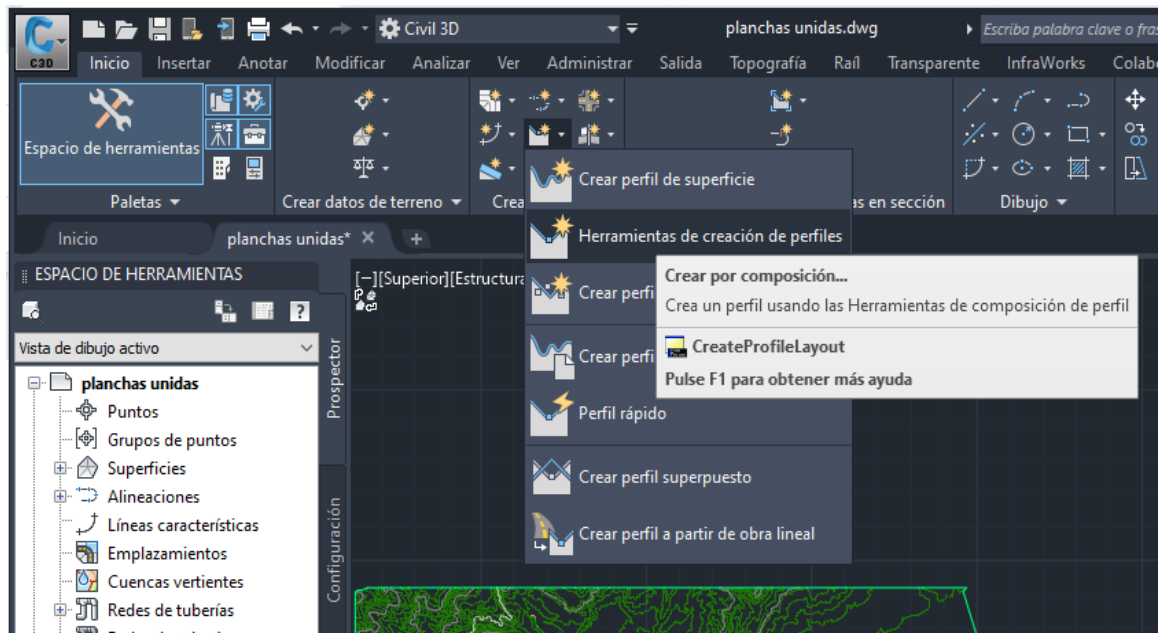 C3D
Civil 3D
planchas unidas.dwg
Escriba palabra clave o fras
Inicio Insertar Anotar Modificar Analizar Ver Administrar Salida Topografía Raíl Transparente InfraWorks Colabo
Espacio de herramientas
Paletas
Crear datos de terreno
Crea
as en sección
Dibujo
Crear perfil de superficie
Herramientas de creación de perfiles
Crear perfi
Crear perfi
Perfil rápido
Crear perfil superpuesto
Crear perfil a partir de obra lineal
Crear por composición...
Crea un perfil usando las Herramientas de composición de perfil
CreateProfileLayout
Pulse F1 para obtener más ayuda
Inicio
planchas unidas*
[−][Superior][Estructura
ESPACIO DE HERRAMIENTAS
Vista de dibujo activo
planchas unidas
Puntos
Grupos de puntos
Superficies
Alineaciones
Líneas características
Emplazamientos
Cuencas vertientes
Redes de tuberías
Prospector
Configuración